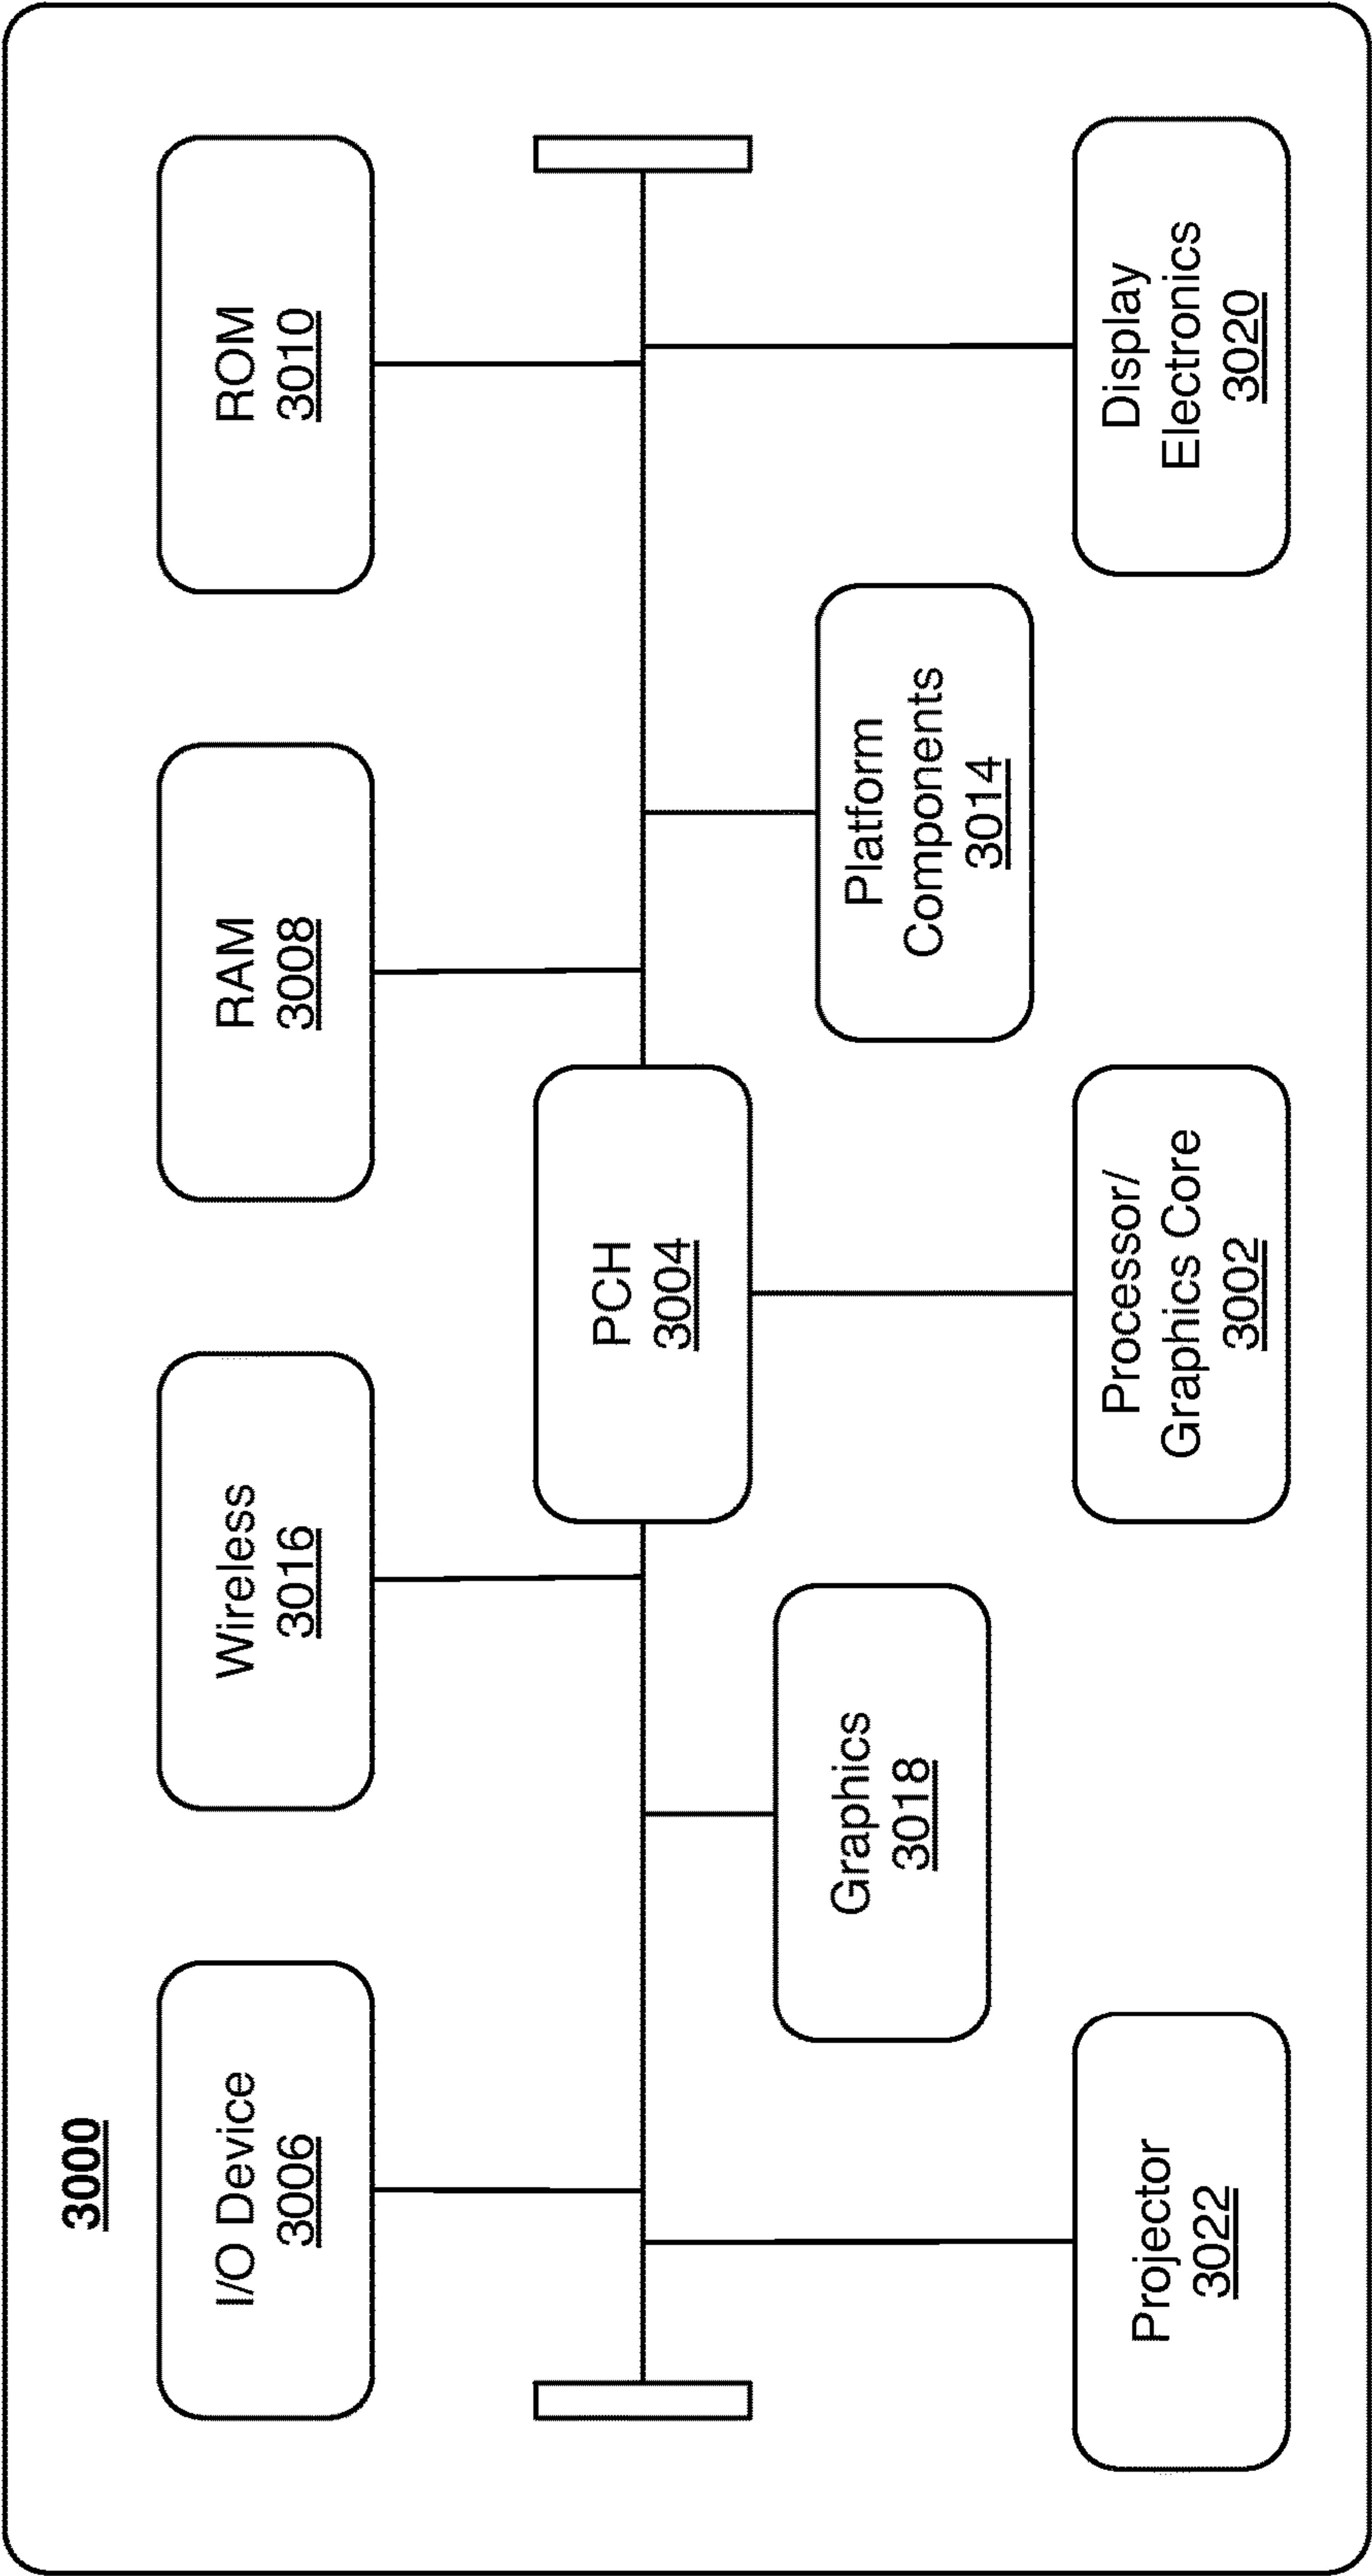 3000
I/O Device
3006
Wireless
3016
RAM
3008
ROM
3010
PCH
3004
Graphics
3018
Platform
Components
3014
Projector
3022
Processor/
Graphics Core
3002
Display
Electronics
3020